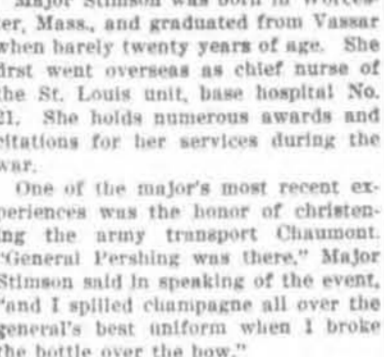 Major Stimson was born in Worces-
ter, Mass., and graduated from Vassar
when barely twenty years of age. She
first went overseas as chief nurse of
the St. Louis unit, base hospital No.
21. She holds numerous awards and
citations for her services during the
war.
One of the major's most recent ex-
periences was the honor of christen-
ing the army transport Chaumont.
"General Pershing was there," Major
Stimson said in speaking of the event,
"and I spilled champagne all over the
general's best uniform when I broke
the bottle over the bow."